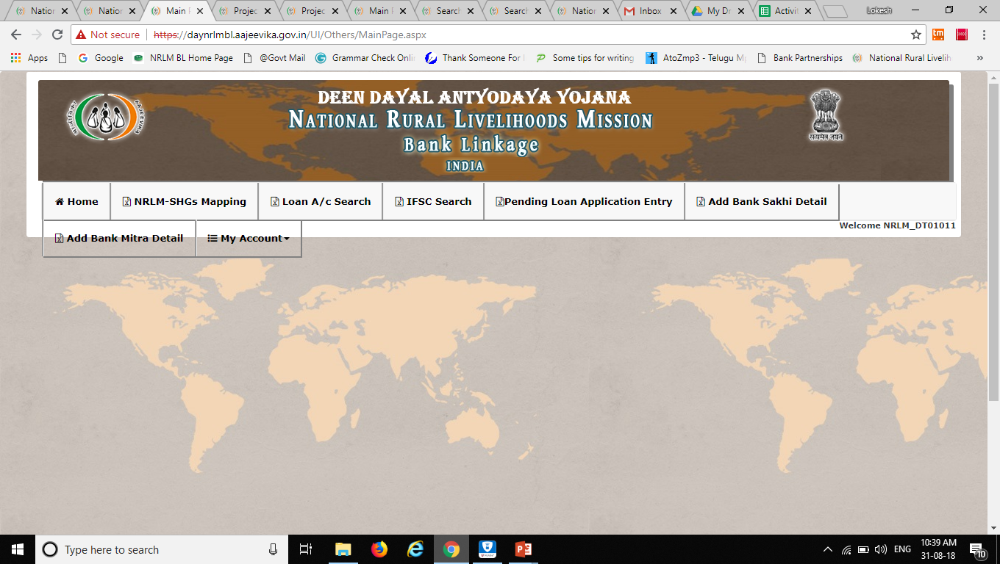 Nation
Nation
Main P
Projec
Projec
Main P
Search
Search
Nation
Inbox
My Dr
Activit
Lokesh
Not secure
https://daynrlmbl.aajeevika.gov.in/UI/Others/MainPage.aspx
Apps
Google
NRLM BL Home Page
@Govt Mail
Grammar Check Onli
Thank Someone For
Some tips for writing
AtoZmp3 - Telugu M
Bank Partnerships
National Rural Livelih
»
DEEN DAYAL ANTYODAYA YOJANA
NATIONAL RURAL LIVELIHOODS MISSION
Bank Linkage
INDIA
AAJEEVIKA
सत्यमेव जयते
Home
NRLM-SHGs Mapping
Loan A/c Search
IFSC Search
Pending Loan Application Entry
Add Bank Sakhi Detail
Welcome NRLM_DT01011
Add Bank Mitra Detail
My Account
Type here to search
ENG
10:39 AM
31-08-18
10